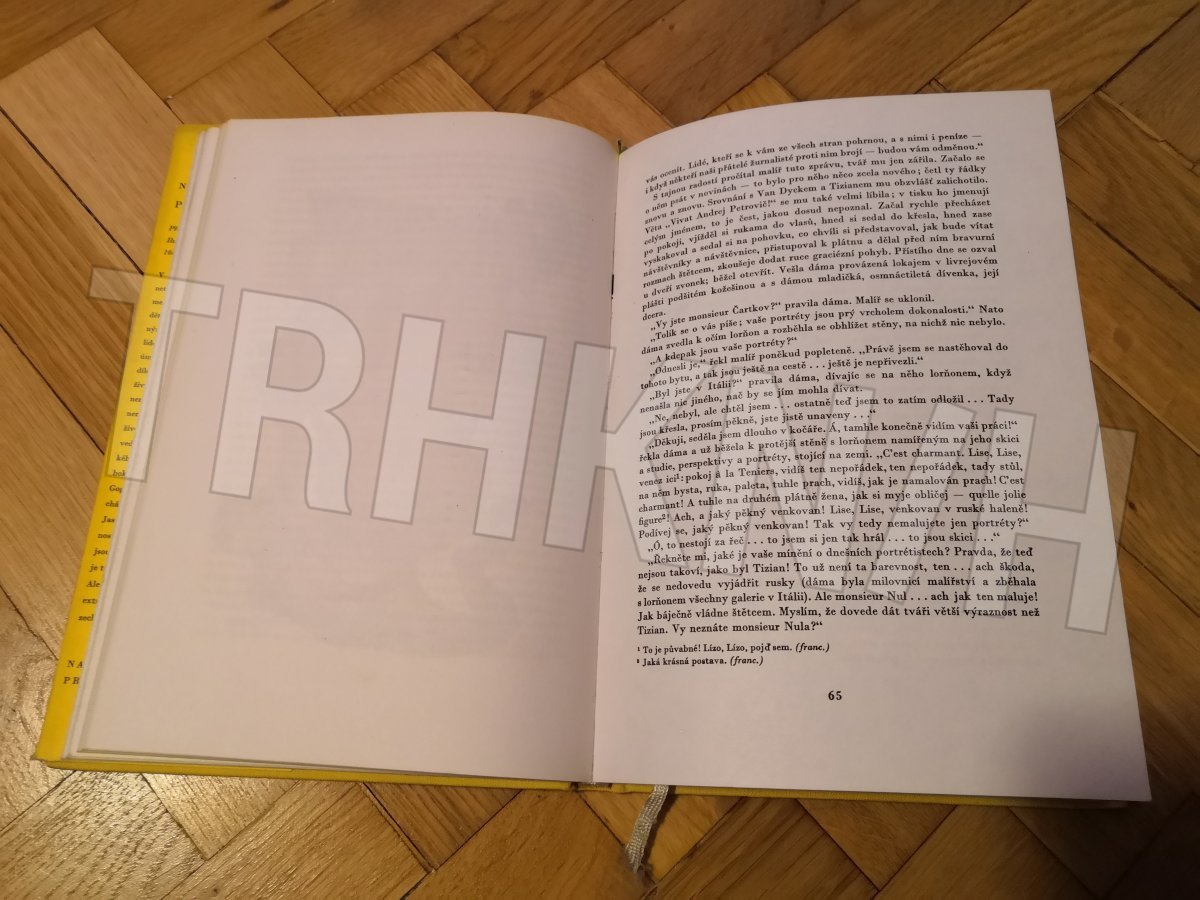 N
P
ži
Go
Jas
nos
jsou
je t
Ale
ext
zecl
NA
PR
vás ocenit. Lidé, kteří se k vám ze všech stran pohrnou, a s nimi i peníze —
i když někteří naši přátelé žurnalisté proti nim brojí — budou vám odměnou.“
S tajnou radostí pročítal malíř tuto zprávu, tvář mu jen zářila. Začalo se
o něm psát v novinách — to bylo pro něho něco zcela nového; četl ty řádky
znovu a znovu. Srovnání s Van Dyckem a Tizianem mu obzvlášť zalichotilo.
Věta „Vivat Andrej Petrovič!“ se mu také velmi líbila; v tisku ho jmenují
celým jménem, to je čest, jakou dosud nepoznal. Začal rychle přecházet
po pokoji, vjížděl si rukama do vlasů, hned si sedal do křesla, hned zase
vyskakoval a sedal si na pohovku, co chvíli si představoval, jak bude vítat
návštěvníky a návštěvnice, přistupoval k plátnu a dělal před ním bravurní
rozmach štětcem, zkoušeje dodat ruce graciézní pohyb. Přístího dne se ozval
u dveří zvonek; běžel otevřít. Vešla dáma provázená lokajem v livrejovém
plášti podšitém kožešinou a s dámou mladičká, osmnáctiletá dívenka, její
dcera.
„Vy jste monsieur Čartkov?“ pravila dáma. Malíř se uklonil.
„Tolik se o vás píše; vaše portréty jsou prý vrcholem dokonalosti.“ Nato
dáma zvedla k očím lorňon a rozběhla se obhlížet stěny, na nichž nic nebylo.
„A kdepak jsou vaše portréty?“
„Odnesli je,“ řekl malíř poněkud popleteně. „Právě jsem se nastěhoval do
tohoto bytu, a tak jsou ještě na cestě . . . ještě je nepřivezli.“
„Byl jste v Itálii?“ pravila dáma, dívajíc se na něho lorňonem, když
nenašla nic jiného, nač by se jím mohla dívat.
„Ne, nebyl, ale chtěl jsem . . . ostatně teď jsem to zatím odložil . . . Tady
jsou křesla, prosím pěkně, jste jistě unaveny . . .“
„Děkuji, seděla jsem dlouho v kočáře. Á, tamhle konečně vidím vaši práci!“
řekla dáma a už běžela k protější stěně s lorňonem namířeným na jeho skici
a studie, perspektivy a portréty, stojící na zemi. „C'est charmant. Lise, Lise,
venez ici¹: pokoj á la Teniers, vidíš ten nepořádek, ten nepořádek, tady stůl,
na něm bysta, ruka, paleta, tuhle prach, vidíš, jak je namalován prach! C'est
charmant! A tuhle na druhém plátně žena, jak si myje obličej — quelle jolie
figure²! Ach, a jaký pěkný venkovan! Lise, Lise, venkovan v ruské haleně!
Podívej se, jaký pěkný venkovan! Tak vy tedy nemalujete jen portréty?“
„Ó, to nestojí za řeč . . . to jsem si jen tak hrál . . . to jsou skici . . .“
„Řekněte mi, jaké je vaše mínění o dnešních portrétistech? Pravda, že teď
nejsou takoví, jako byl Tizian! To už není ta barevnost, ten . . . ach škoda,
že se nedovedu vyjádřit rusky (dáma byla milovnicí malířství a zběhala
s lorňonem všechny galerie v Itálii). Ale monsieur Nul . . . ach jak ten maluje!
Jak báječně vládne štětcem. Myslím, že dovede dát tváři větší výraznost než
Tizian. Vy neznáte monsieur Nula?“
¹ To je půvabné! Lízo, Lízo, pojď sem. (franc.)
² Jaká krásná postava. (franc.)
65
TRHKNIH